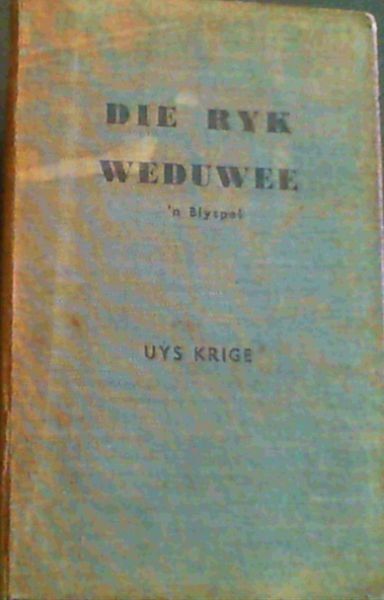 DIE RYK
WEDUWEE
'n Blyspel
UYS KRIGE